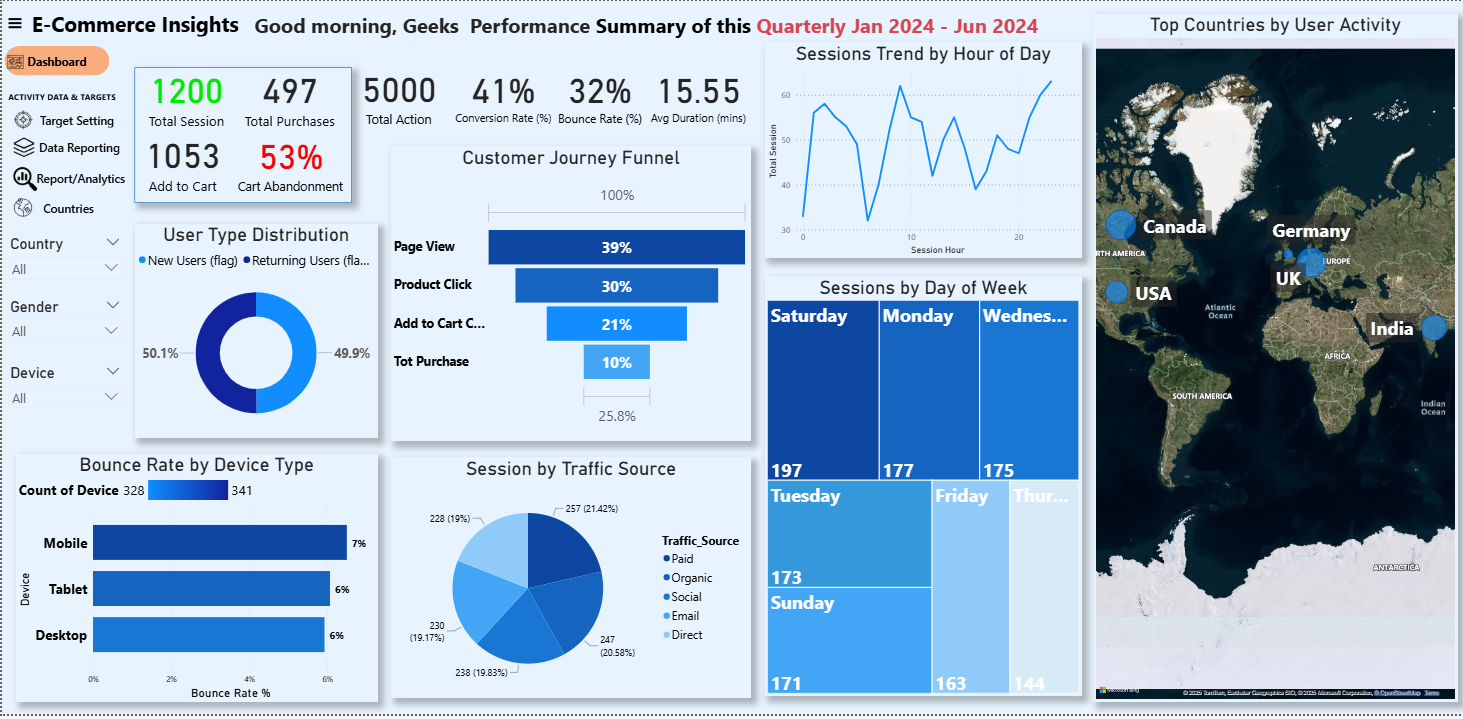 E-Commerce Insights
Good morning, Geeks Performance Summary of this Quarterly Jan 2024 - Jun 2024
Dashboard
ACTIVITY DATA & TARGETS
Target Setting
Data Reporting
Report/Analytics
Countries
Country
All
Gender
All
Device
All
1200
Total Session
497
Total Purchases
1053
Add to Cart
53%
Cart Abandonment
5000
Total Action
41%
Conversion Rate (%)
32%
Bounce Rate (%)
15.55
Avg Duration (mins)
User Type Distribution
New Users (flag) Returning Users (fla...
50.1%
49.9%
Customer Journey Funnel
100%
Page View 39%
Product Click 30%
Add to Cart C... 21%
Tot Purchase 10%
25.8%
Bounce Rate by Device Type
Count of Device 328 341
Device
Mobile 7%
Tablet 6%
Desktop 6%
0% 2% 4% 6%
Bounce Rate %
Session by Traffic Source
257 (21.42%)
247
(20.58%)
238 (19.83%)
230
(19.17%)
228 (19%)
Traffic_Source
Paid
Organic
Social
Email
Direct
Sessions Trend by Hour of Day
Total Session
60
50
40
30
0 10 20
Session Hour
Sessions by Day of Week
Saturday
197
Monday
177
Wednes...
175
Tuesday
173
Sunday
171
Friday
163
Thur...
144
Top Countries by User Activity
Canada
Germany
RTH AMERICA
UROPE
UK
USA
Atlantic
Ocean
India
AFRICA
SOUTH AMERICA
Indian
Ocean
ANTARCTICA
Microsoft Bing
© 2025 TomTom, Earthstar Geographics SIO, © 2025 Microsoft Corporation, © OpenStreetMap Terms